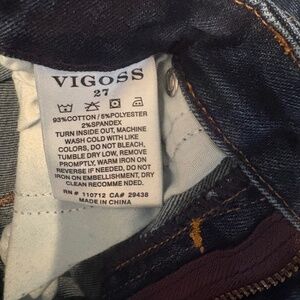 VIGOSS
27
93%COTTON / 5%POLYESTER
2%SPANDEX
TURN INSIDE OUT, MACHINE
WASH COLD WITH LIKE
COLORS, DO NOT BLEACH,
TUMBLE DRY LOW, REMOVE
PROMPTLY, WARM IRON ON
REVERSE IF NEEDED, DO NOT
IRON ON EMBELLISHMENT, DRY
CLEAN RECOMME NDED.
RN # 110712 CA# 29438
MADE IN CHINA